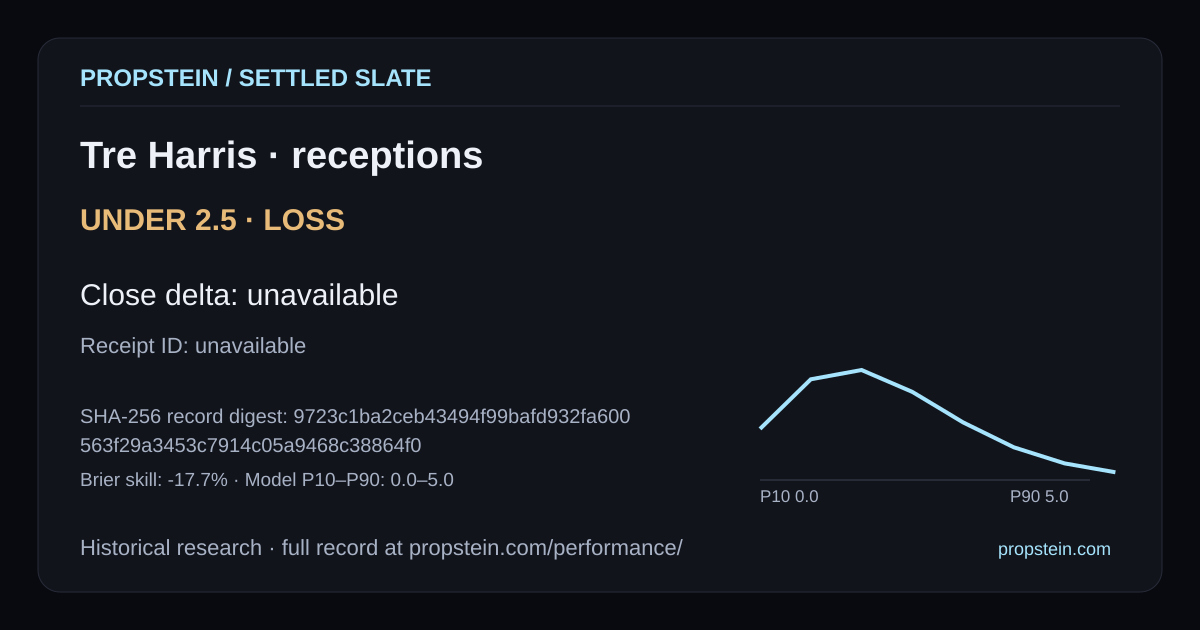 PROPSTEIN / SETTLED SLATE
Tre Harris · receptions
UNDER 2.5 · LOSS
Close delta: unavailable
Receipt ID: unavailable
SHA-256 record digest: 9723c1ba2ceb43494f99bafd932fa600
563f29a3453c7914c05a9468c38864f0
Brier skill: -17.7% · Model P10–P90: 0.0–5.0
P10 0.0
P90 5.0
Historical research · full record at propstein.com/performance/
propstein.com